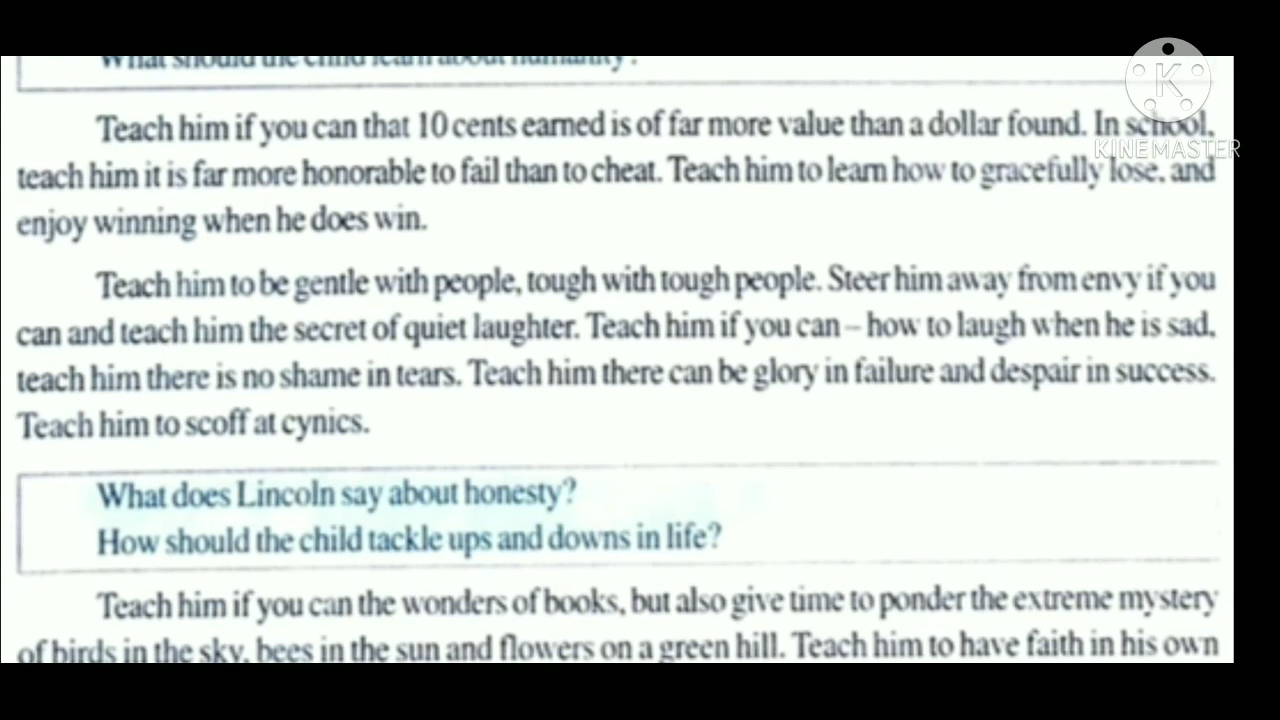 What should the child learn about humanity?
K
KINEMASTER
Teach him if you can that 10 cents earned is of far more value than a dollar found. In school,
teach him it is far more honorable to fail than to cheat. Teach him to learn how to gracefully lose, and
enjoy winning when he does win.
Teach him to be gentle with people, tough with tough people. Steer him away from envy if you
can and teach him the secret of quiet laughter. Teach him if you can – how to laugh when he is sad,
teach him there is no shame in tears. Teach him there can be glory in failure and despair in success.
Teach him to scoff at cynics.
What does Lincoln say about honesty?
How should the child tackle ups and downs in life?
Teach him if you can the wonders of books, but also give time to ponder the extreme mystery
of birds in the sky, bees in the sun and flowers on a green hill. Teach him to have faith in his own